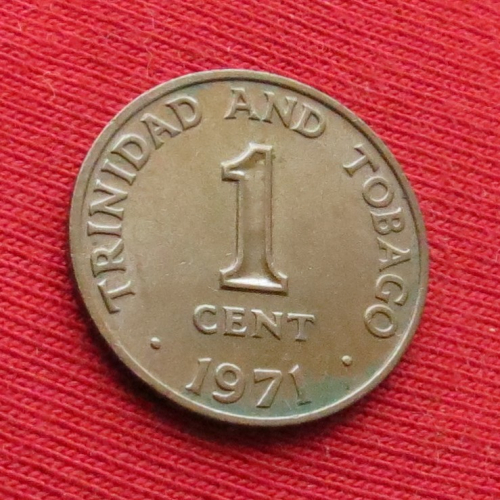 TRINIDAD AND TOBAGO
1
CENT
· 1971 ·